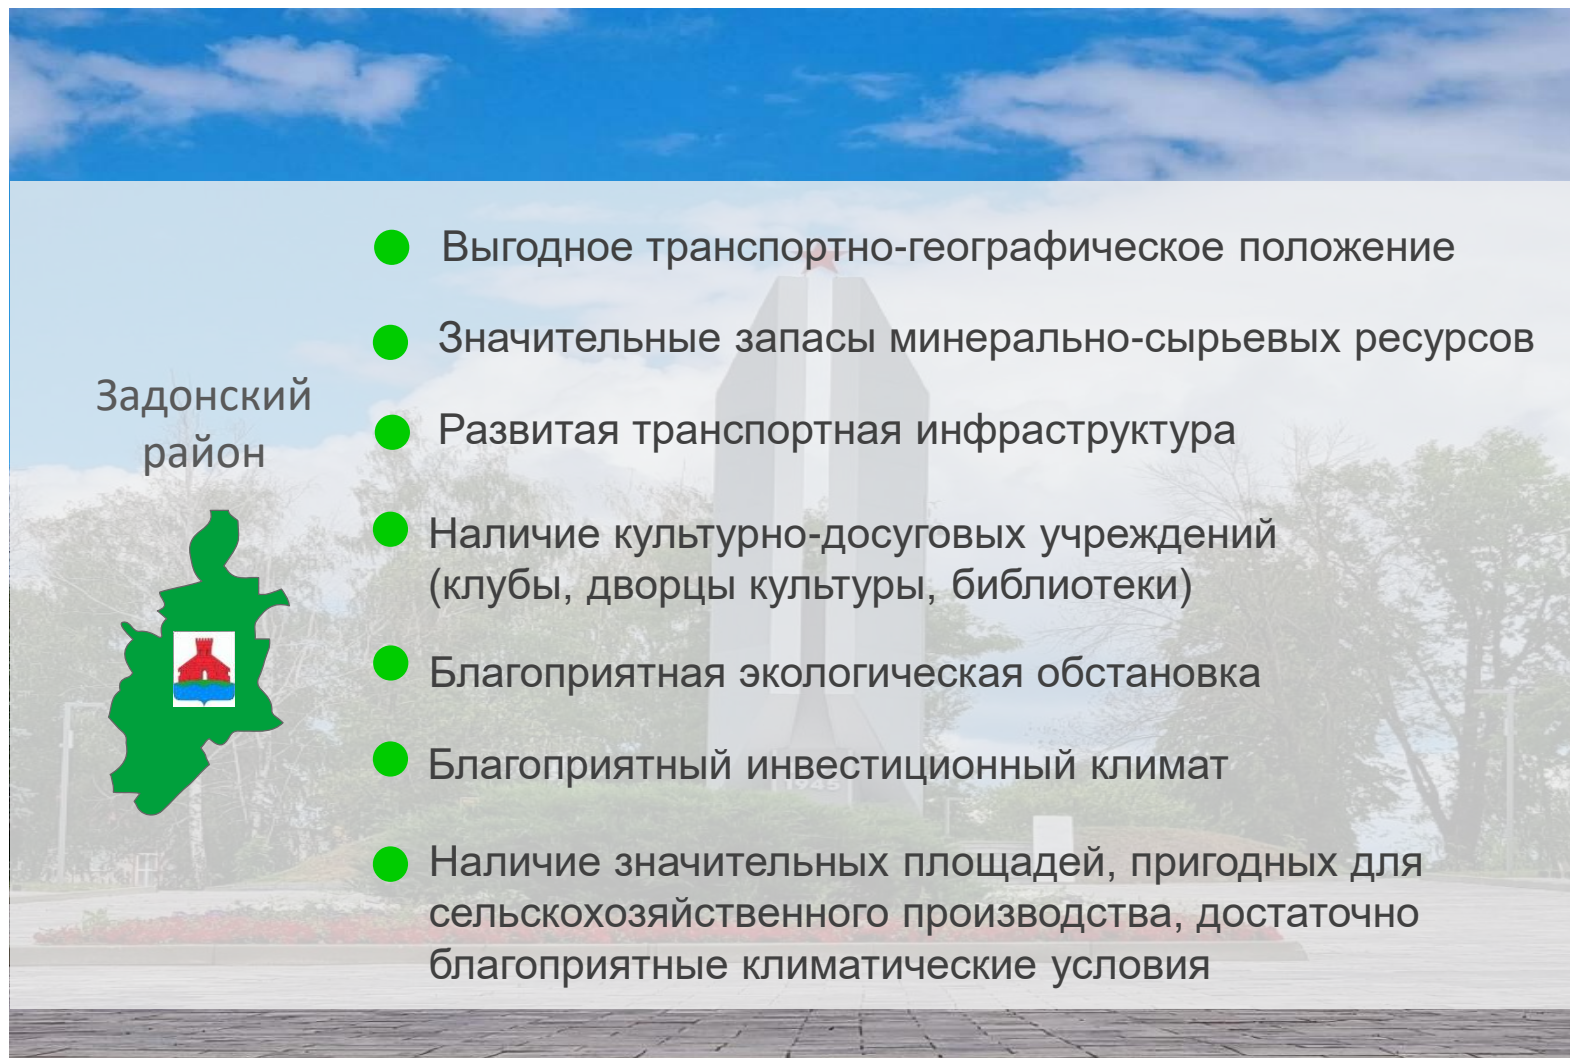 Выгодное транспортно-географическое положение
Значительные запасы минерально-сырьевых ресурсов
Задонский
район
Развитая транспортная инфраструктура
Наличие культурно-досуговых учреждений
(клубы, дворцы культуры, библиотеки)
Благоприятная экологическая обстановка
Благоприятный инвестиционный климат
1945
Наличие значительных площадей, пригодных для
сельскохозяйственного производства, достаточно
благоприятные климатические условия